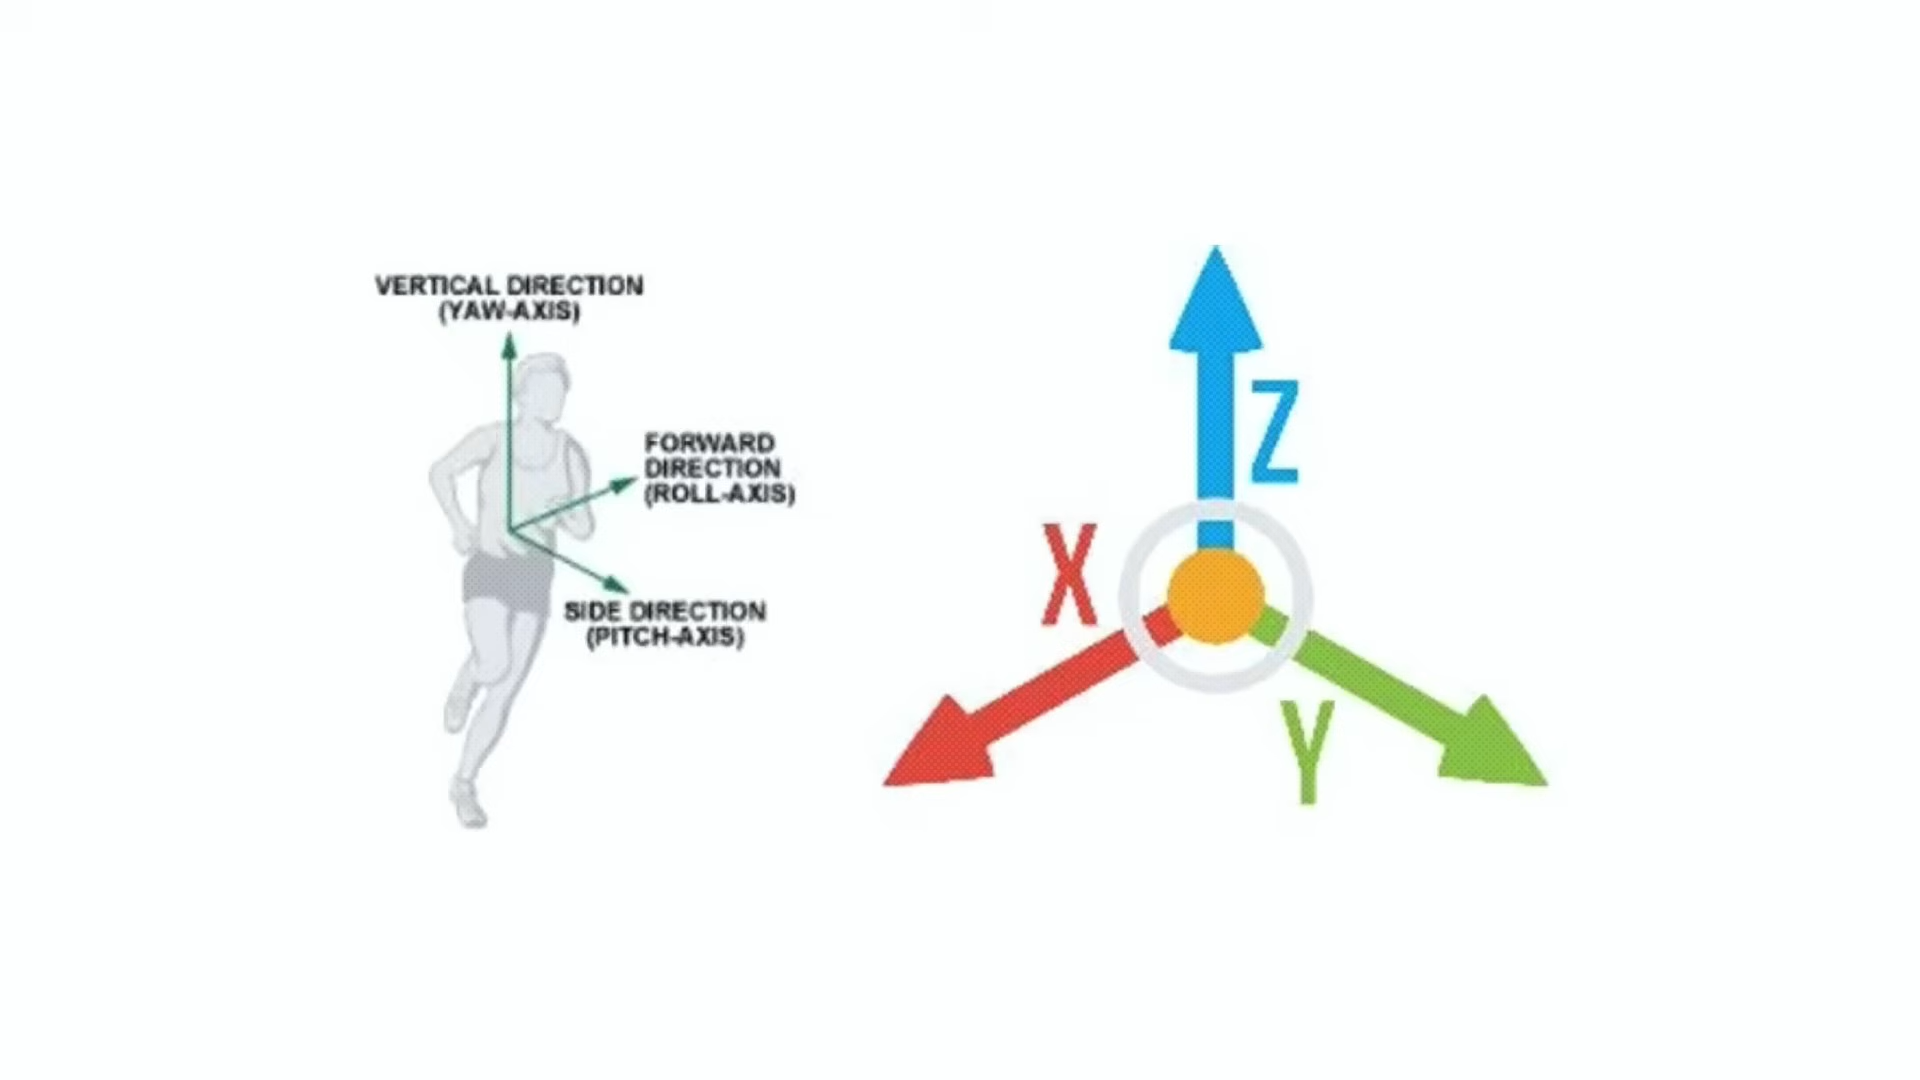 VERTICAL DIRECTION
(YAW-AXIS)
FORWARD
DIRECTION
(ROLL-AXIS)
SIDE DIRECTION
(PITCH-AXIS)
Z
X
Y